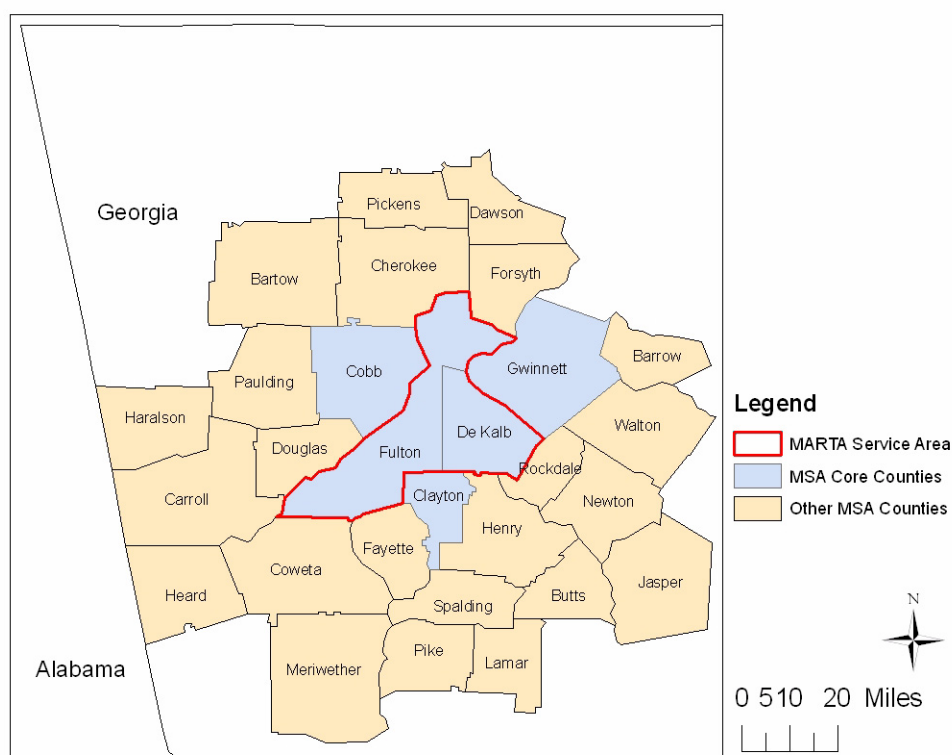 Georgia
Pickens
Dawson
Bartow
Cherokee
Forsyth
Cobb
Gwinnett
Barrow
Paulding
Haralson
Walton
De Kalb
Douglas
Fulton
Rockdale
Carroll
Clayton
Newton
Henry
Fayette
Coweta
Jasper
Heard
Butts
Spalding
Alabama
Meriwether
Pike
Lamar
Legend
MARTA Service Area
MSA Core Counties
Other MSA Counties
N
0 5 10 20 Miles